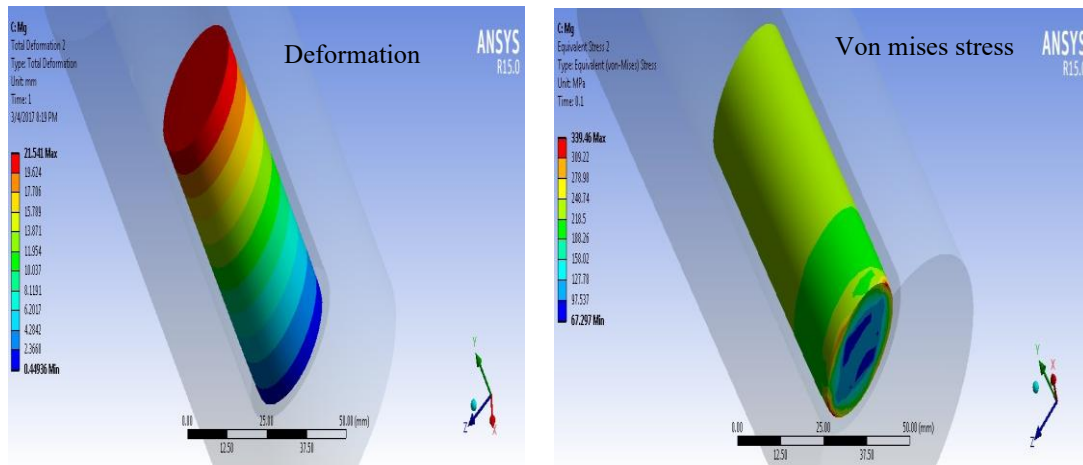 C: Mg
Total Deformation 2
Type: Total Deformation
Unit: mm
Time: 1
3/4/2017 8:19 PM
21.541 Max
19.624
17.706
15.789
13.871
11.954
10.037
8.1191
6.2017
4.2842
2.3668
0.44936 Min
Deformation
ANSYS
R15.0
Y
Z
X
0.00
25.00
50.00 (mm)
12.50
37.50
C: Mg
Equivalent Stress 2
Type: Equivalent (von-Mises) Stress
Unit: MPa
Time: 0.1
339.46 Max
309.22
278.98
248.74
218.5
188.26
158.02
127.78
97.537
67.297 Min
Von mises stress
ANSYS
R15.0
Y
X
Z
0.00
25.00
50.00 (mm)
12.50
37.50